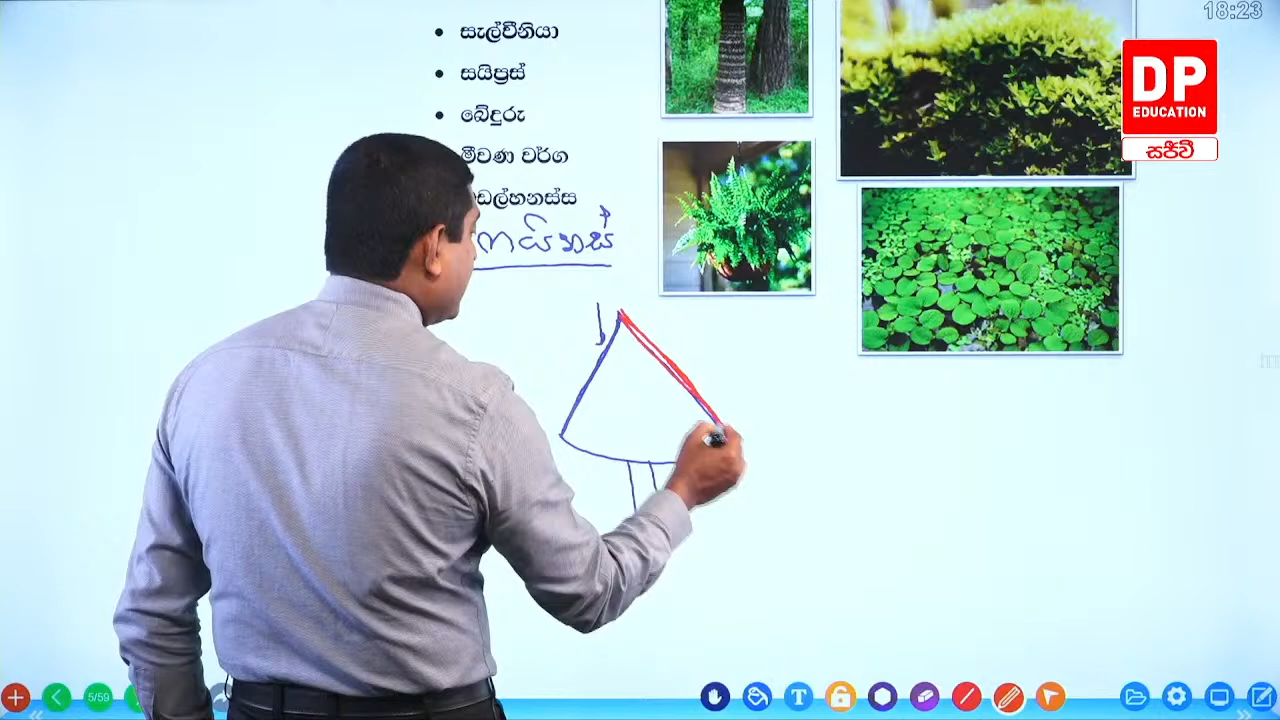 18:23
සැල්වීනියා
සයිප්‍රස්
බේදුරු
මීවණ වර්ග
ඩල්හනස්ස
DP
EDUCATION
සජීවී
5/59